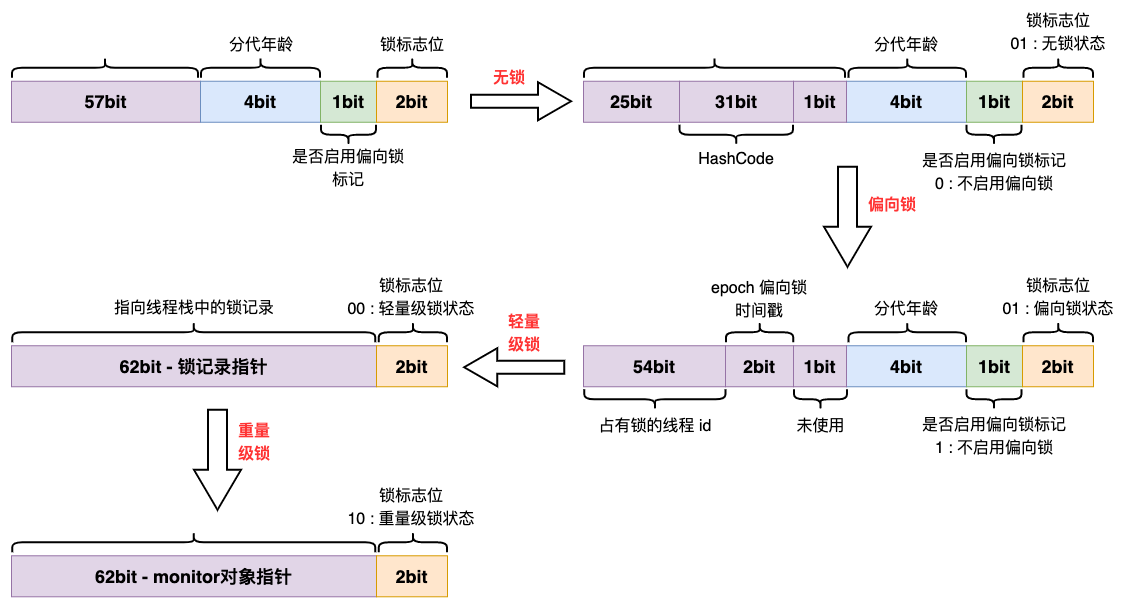 分代年龄
锁标志位
57bit
4bit
1bit
2bit
是否启用偏向锁
标记
无锁
分代年龄
锁标志位
01 : 无锁状态
25bit
31bit
1bit
4bit
1bit
2bit
HashCode
是否启用偏向锁标记
0 : 不启用偏向锁
偏向锁
epoch 偏向锁
时间戳
分代年龄
锁标志位
01 : 偏向锁状态
54bit
2bit
1bit
4bit
1bit
2bit
占有锁的线程 id
未使用
是否启用偏向锁标记
1 : 不启用偏向锁
轻量
级锁
指向线程栈中的锁记录
锁标志位
00 : 轻量级锁状态
62bit - 锁记录指针
2bit
重量
级锁
锁标志位
10 : 重量级锁状态
62bit - monitor对象指针
2bit